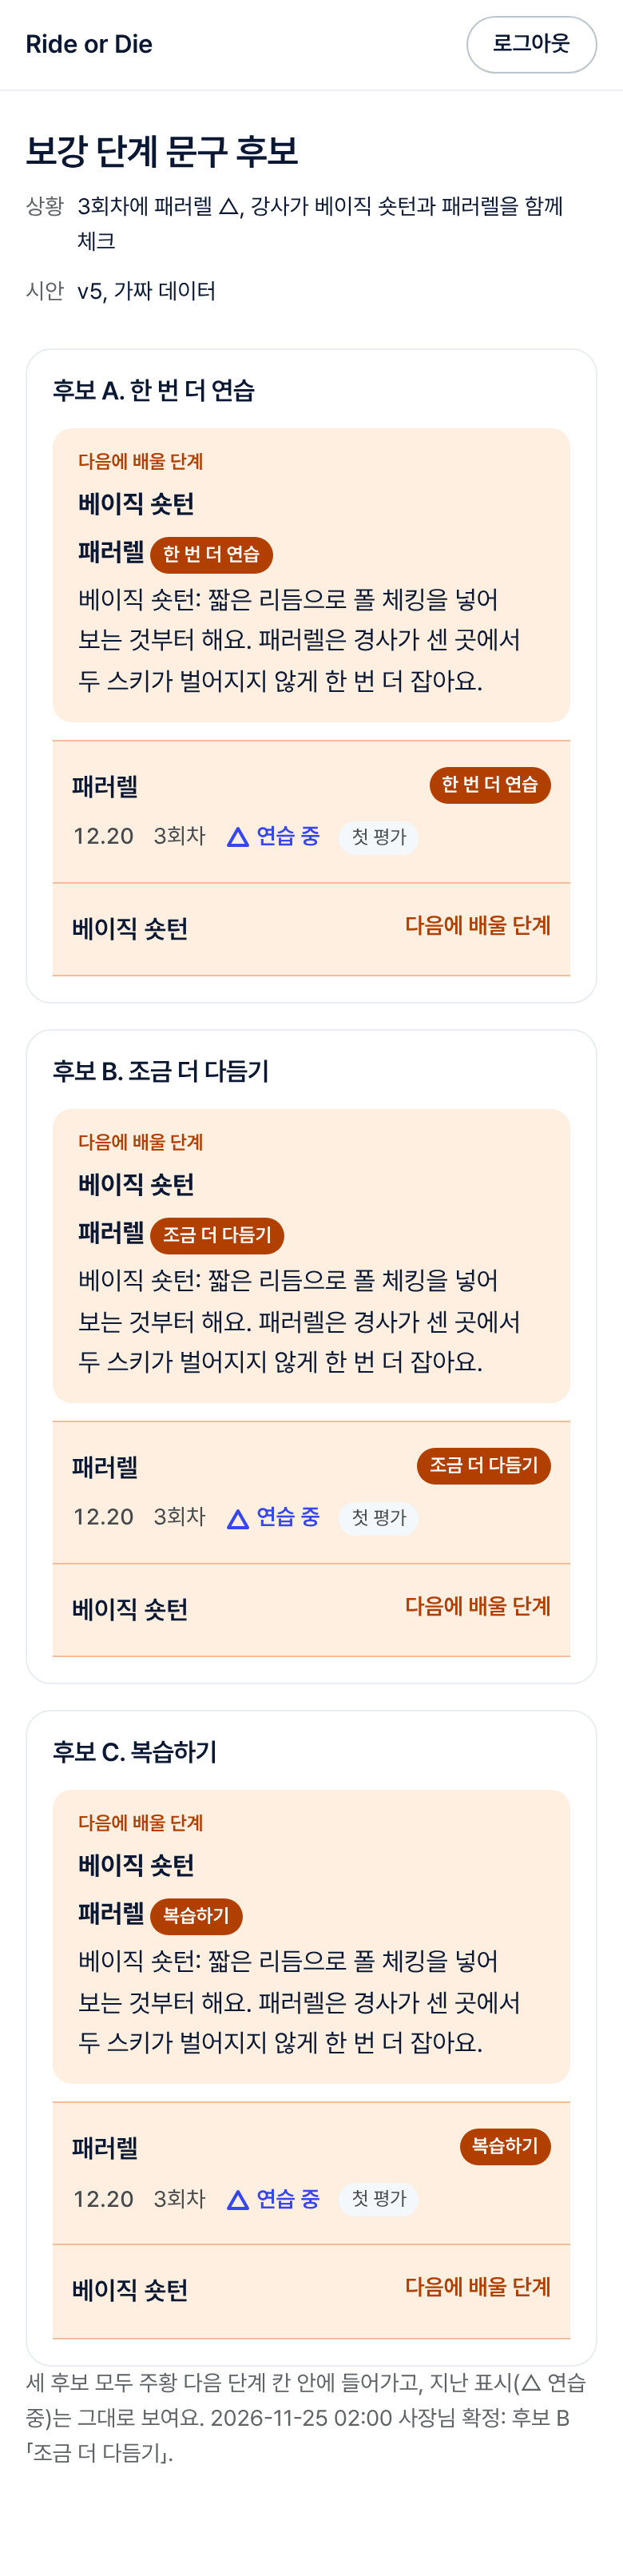 Ride or Die
로그아웃
보강 단계 문구 후보
상황 3회차에 패러렐 △, 강사가 베이직 숏턴과 패러렐을 함께
체크
시안 v5, 가짜 데이터
후보 A. 한 번 더 연습
다음에 배울 단계
베이직 숏턴
패러렐 한 번 더 연습
베이직 숏턴: 짧은 리듬으로 폴 체킹을 넣어
보는 것부터 해요. 패러렐은 경사가 센 곳에서
두 스키가 벌어지지 않게 한 번 더 잡아요.
패러렐 한 번 더 연습
12.20 3회차 △ 연습 중 첫 평가
베이직 숏턴 다음에 배울 단계
후보 B. 조금 더 다듬기
다음에 배울 단계
베이직 숏턴
패러렐 조금 더 다듬기
베이직 숏턴: 짧은 리듬으로 폴 체킹을 넣어
보는 것부터 해요. 패러렐은 경사가 센 곳에서
두 스키가 벌어지지 않게 한 번 더 잡아요.
패러렐 조금 더 다듬기
12.20 3회차 △ 연습 중 첫 평가
베이직 숏턴 다음에 배울 단계
후보 C. 복습하기
다음에 배울 단계
베이직 숏턴
패러렐 복습하기
베이직 숏턴: 짧은 리듬으로 폴 체킹을 넣어
보는 것부터 해요. 패러렐은 경사가 센 곳에서
두 스키가 벌어지지 않게 한 번 더 잡아요.
패러렐 복습하기
12.20 3회차 △ 연습 중 첫 평가
베이직 숏턴 다음에 배울 단계
세 후보 모두 주황 다음 단계 칸 안에 들어가고, 지난 표시(△ 연습
중)는 그대로 보여요. 2026-11-25 02:00 사장님 확정: 후보 B
「조금 더 다듬기」.